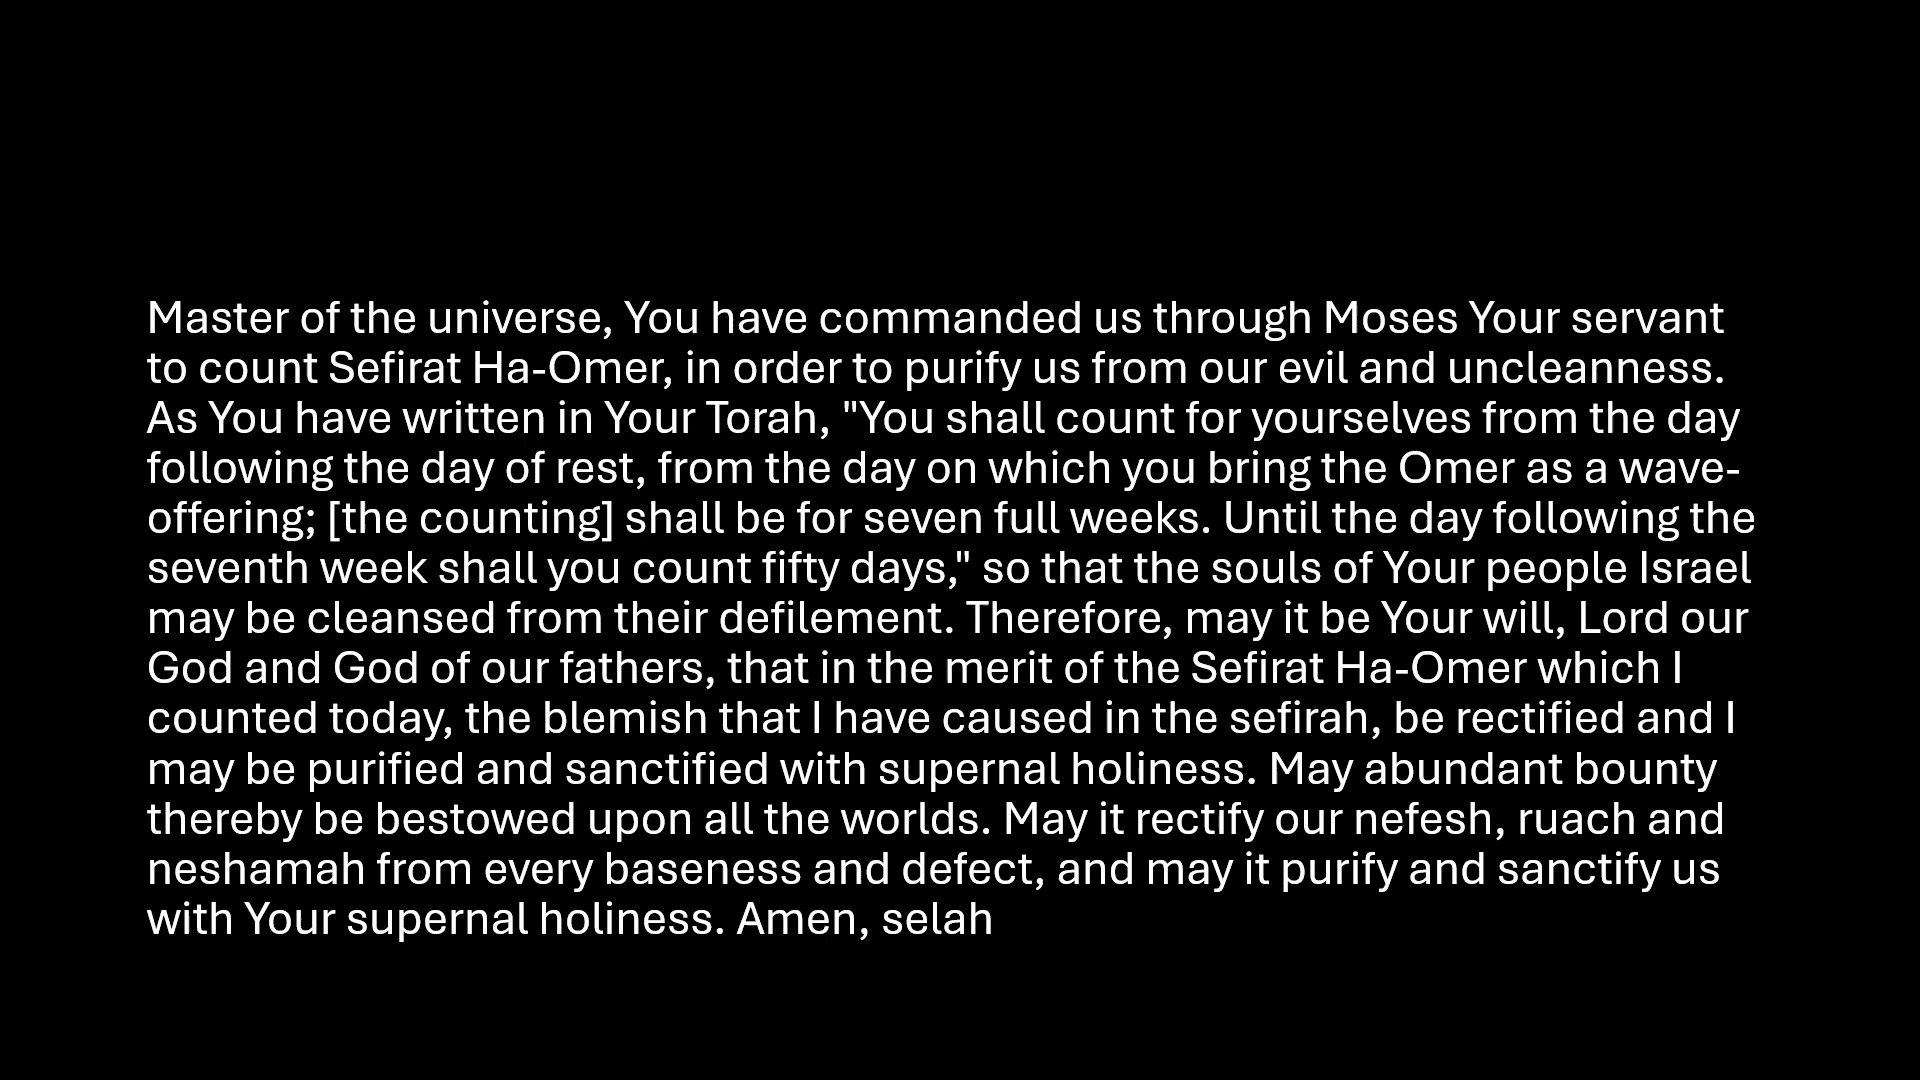 Master of the universe, You have commanded us through Moses Your servant
to count Sefirat Ha-Omer, in order to purify us from our evil and uncleanness.
As You have written in Your Torah, "You shall count for yourselves from the day
following the day of rest, from the day on which you bring the Omer as a wave-
offering; [the counting] shall be for seven full weeks. Until the day following the
seventh week shall you count fifty days," so that the souls of Your people Israel
may be cleansed from their defilement. Therefore, may it be Your will, Lord our
God and God of our fathers, that in the merit of the Sefirat Ha-Omer which I
counted today, the blemish that I have caused in the sefirah, be rectified and I
may be purified and sanctified with supernal holiness. May abundant bounty
thereby be bestowed upon all the worlds. May it rectify our nefesh, ruach and
neshamah from every baseness and defect, and may it purify and sanctify us
with Your supernal holiness. Amen, selah